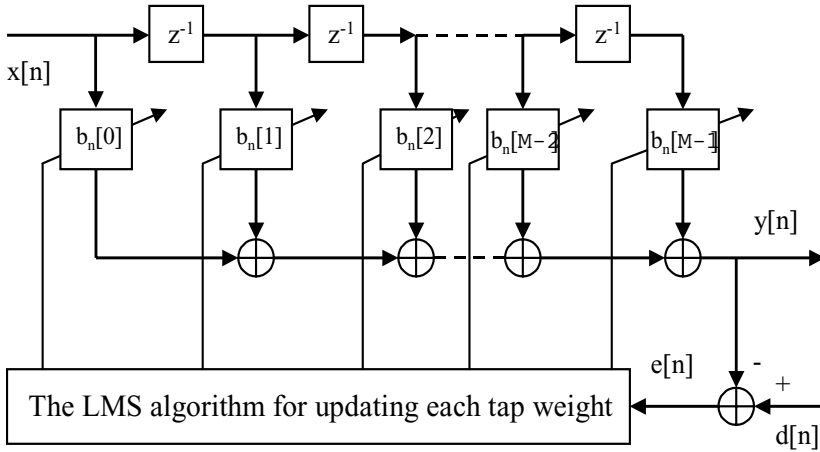 z⁻¹ z⁻¹ z⁻¹
x[n]
bₙ[0] bₙ[1] bₙ[2] bₙ[M-2] bₙ[M-1]
y[n]
-
e[n] +
The LMS algorithm for updating each tap weight
d[n]